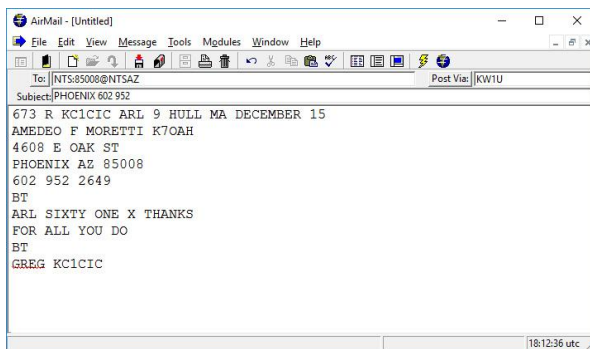 AirMail - [Untitled]
File Edit View Message Tools Modules Window Help
To: NTS:85008@NTSAZ Post Via: KW1U
Subject: PHOENIX 602 952
673 R KC1CIC ARL 9 HULL MA DECEMBER 15
AMEDEO F MORETTI K7OAH
4608 E OAK ST
PHOENIX AZ 85008
602 952 2649
BT
ARL SIXTY ONE X THANKS
FOR ALL YOU DO
BT
GREG KC1CIC
18:12:36 utc